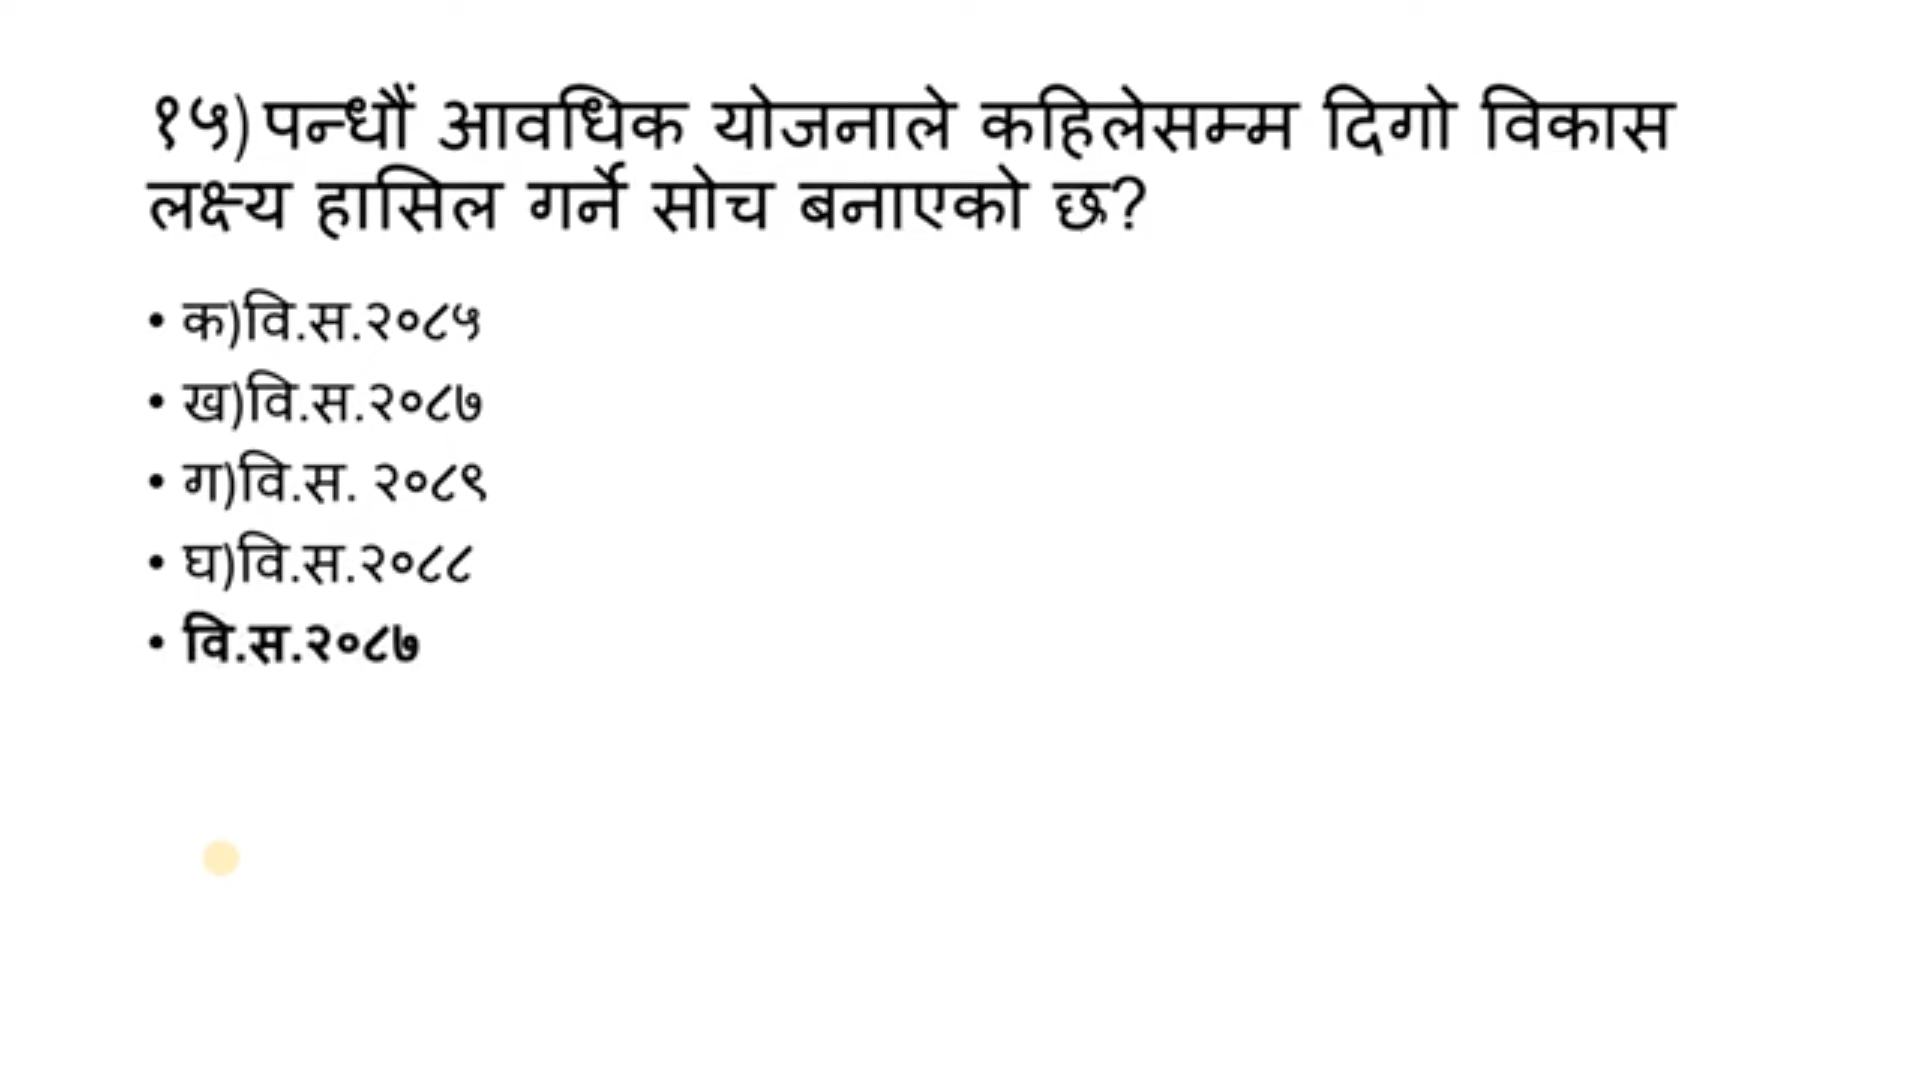 १५) पन्धौं आवधिक योजनाले कहिलेसम्म दिगो विकास
लक्ष्य हासिल गर्ने सोच बनाएको छ?
• क)वि.स.२०८५
• ख)वि.स.२०८७
• ग)वि.स. २०८९
• घ)वि.स.२०८८
• वि.स.२०८७